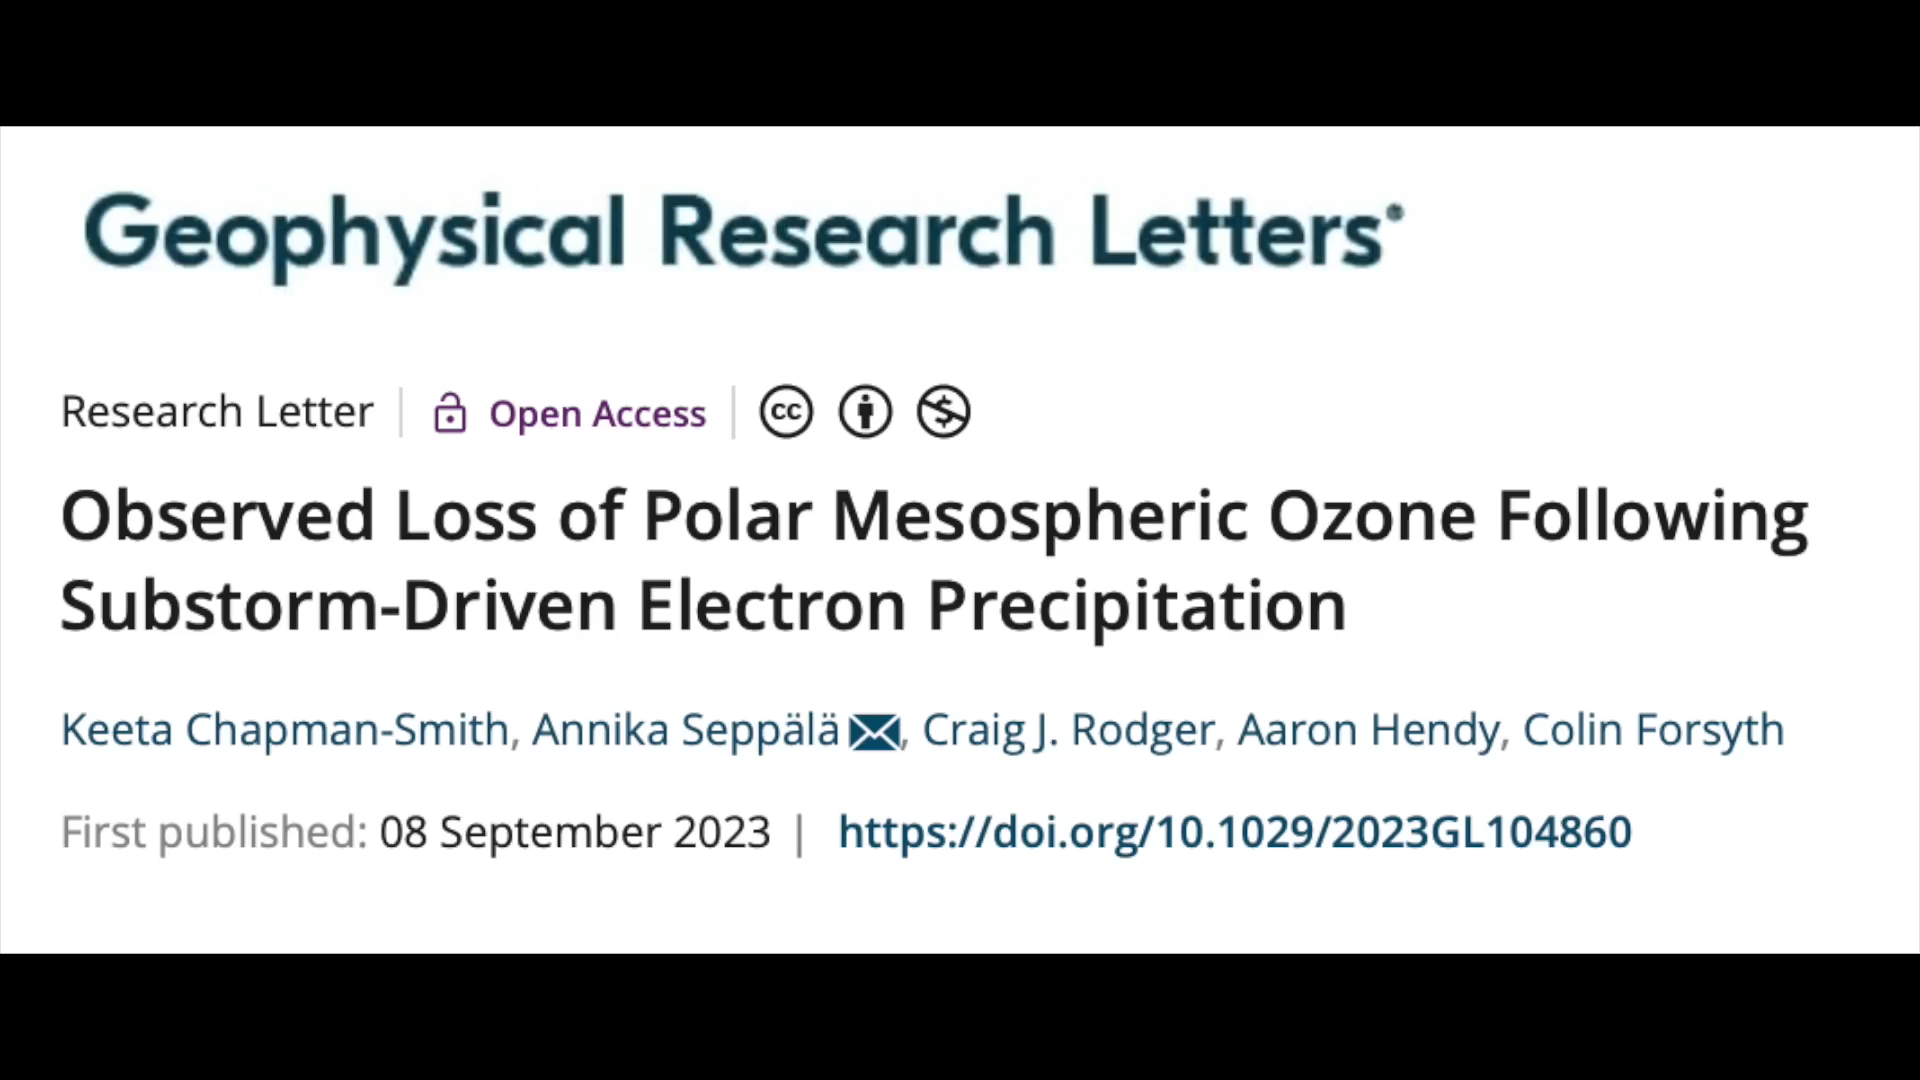 Geophysical Research Letters®
Research Letter | Open Access | cc
Observed Loss of Polar Mesospheric Ozone Following
Substorm-Driven Electron Precipitation
Keeta Chapman-Smith, Annika Seppälä, Craig J. Rodger, Aaron Hendy, Colin Forsyth
First published: 08 September 2023 | https://doi.org/10.1029/2023GL104860